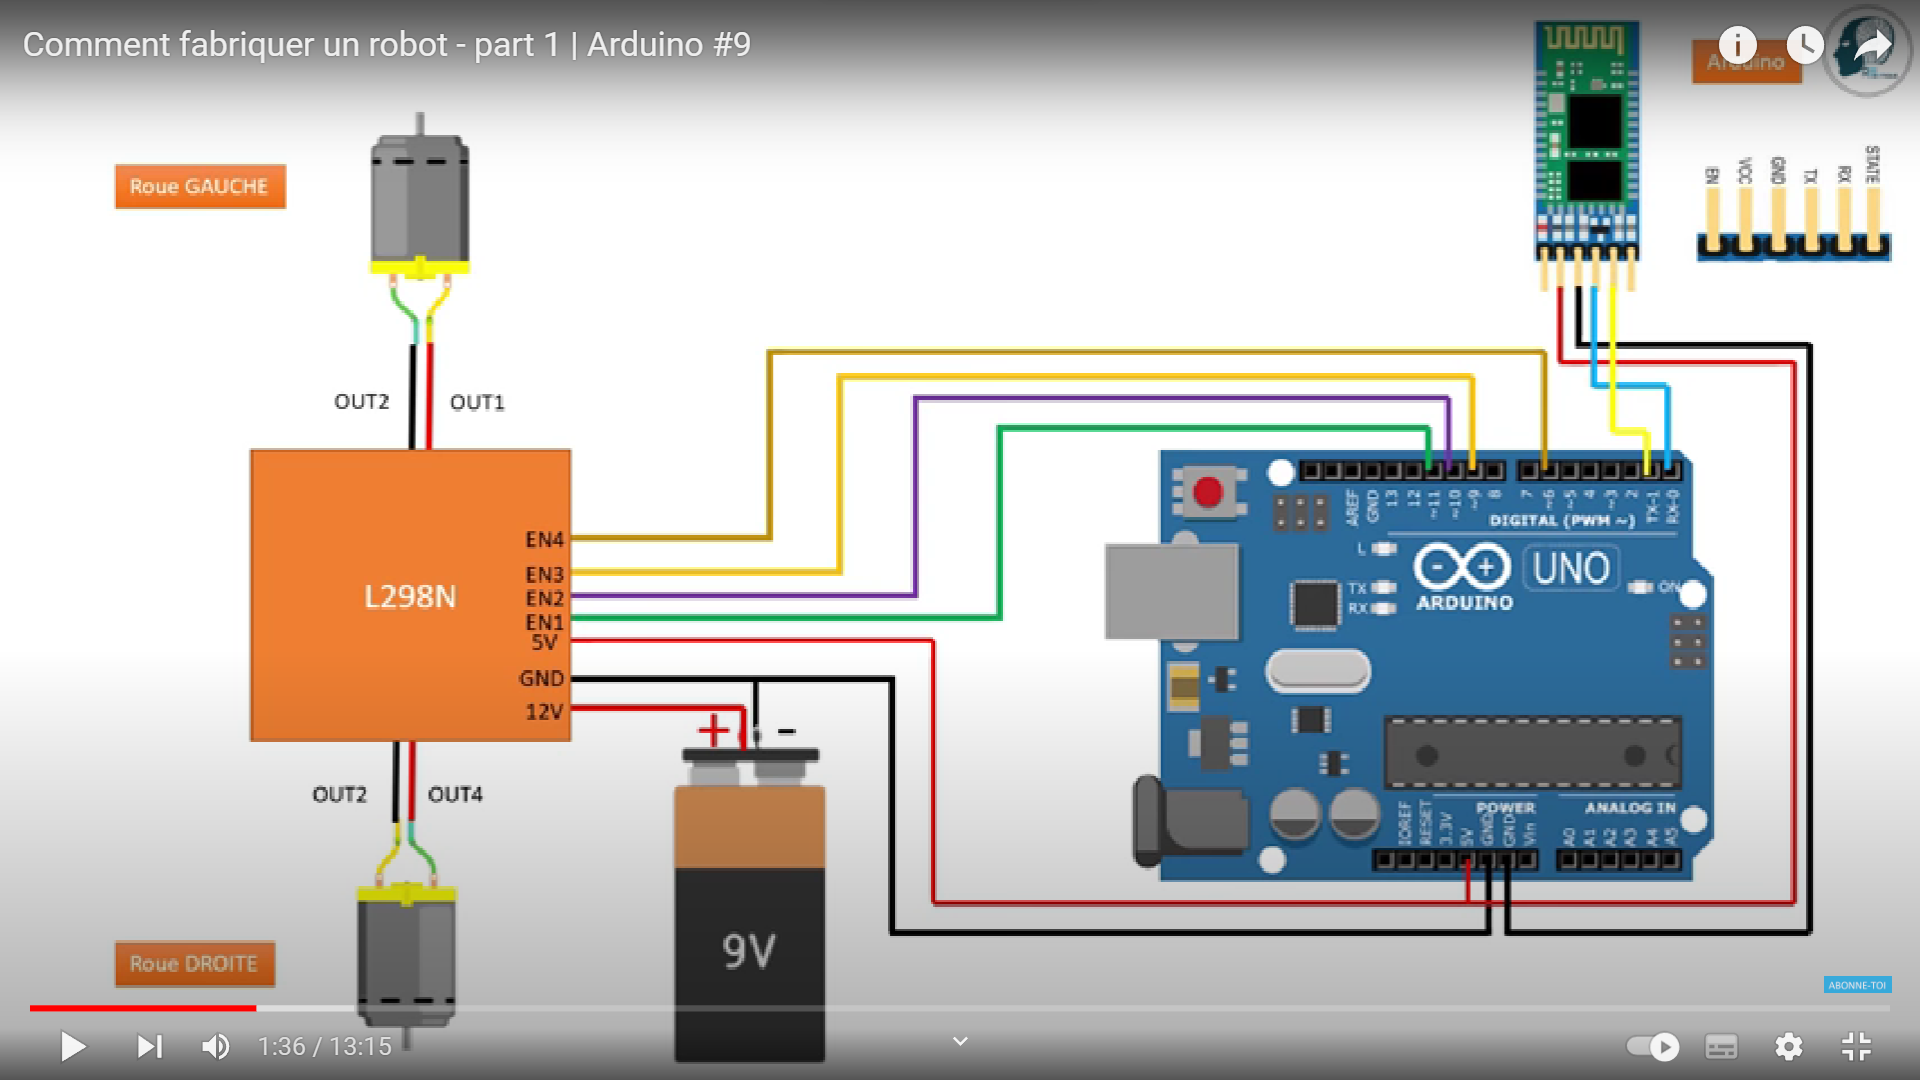 Comment fabriquer un robot - part 1 | Arduino #9
Arduino
Roue GAUCHE
EN
VCC
GND
TX
RX
STATE
OUT2
OUT1
AREF
GND
13
12
~11
~10
~9
8
7
~6
~5
4
~3
2
TX-1
RX-0
DIGITAL (PWM ~)
L
TX
RX
UNO
ARDUINO
ON
L298N
EN4
EN3
EN2
EN1
5V
GND
12V
+
-
OUT2
OUT4
POWER
ANALOG IN
IOREF
RESET
3.3V
5V
GND
GND
Vin
A0
A1
A2
A3
A4
A5
9V
Roue DROITE
ABONNE-TOI
1:36 / 13:15